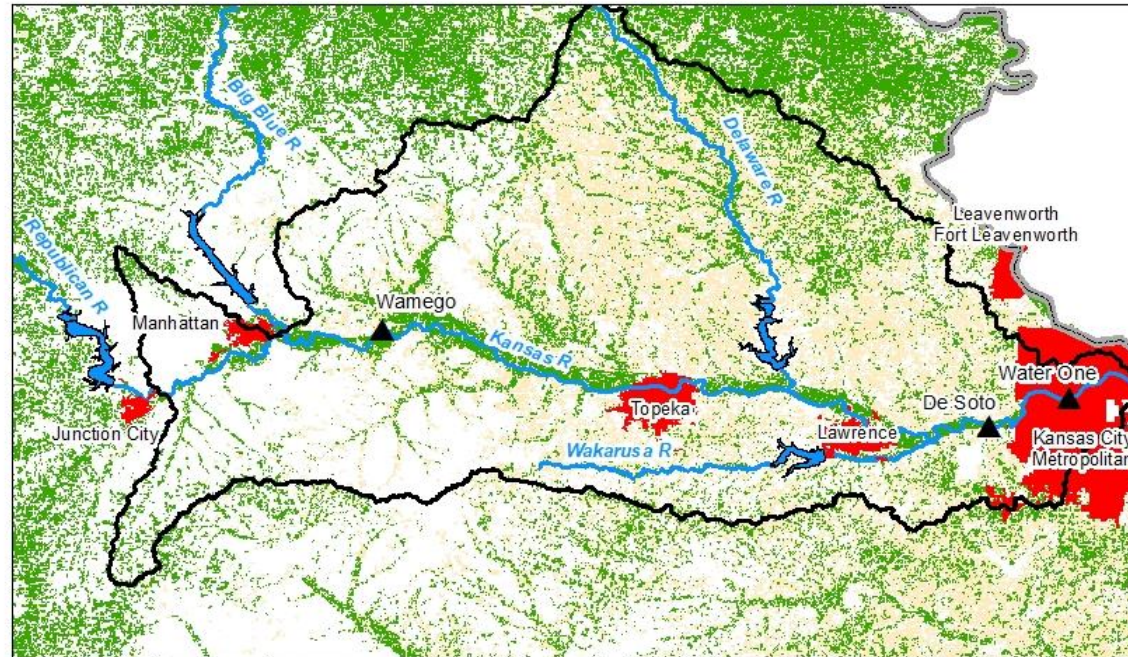 Big Blue R
Delaware R
Republican R
Leavenworth
Fort Leavenworth
Manhattan
Wamego
Kansas R
Water One
De Soto
Topeka
Junction City
Lawrence
Kansas City
Metropolitan
Wakarusa R